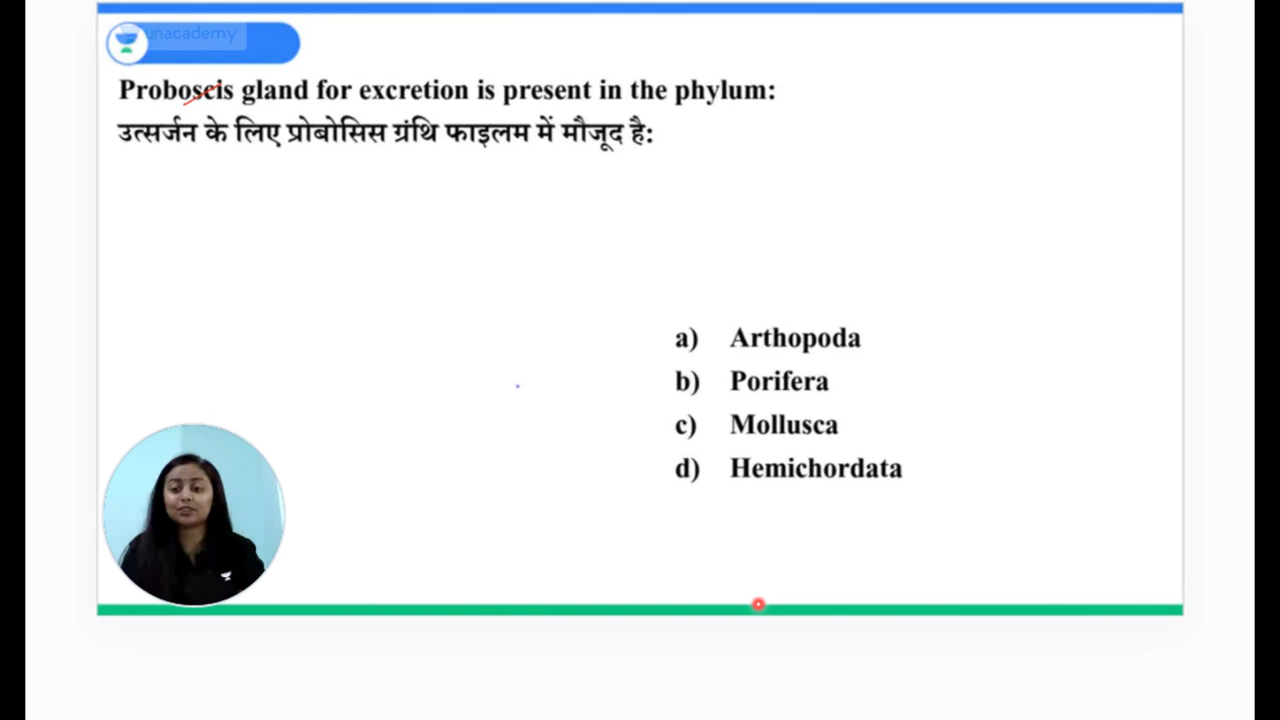 unacademy
Proboscis gland for excretion is present in the phylum:
उत्सर्जन के लिए प्रोबोसिस ग्रंथि फाइलम में मौजूद है:
a) Arthopoda
b) Porifera
c) Mollusca
d) Hemichordata